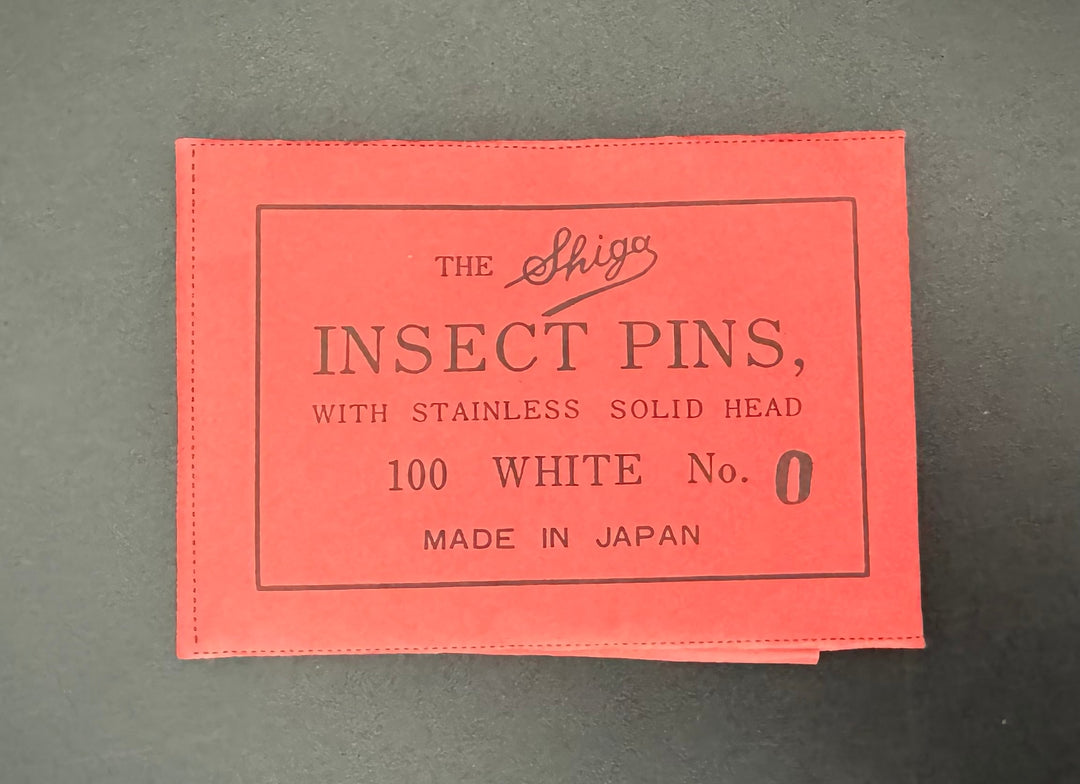 THE Shiga
INSECT PINS,
WITH STAINLESS SOLID HEAD
100 WHITE No. 0
MADE IN JAPAN